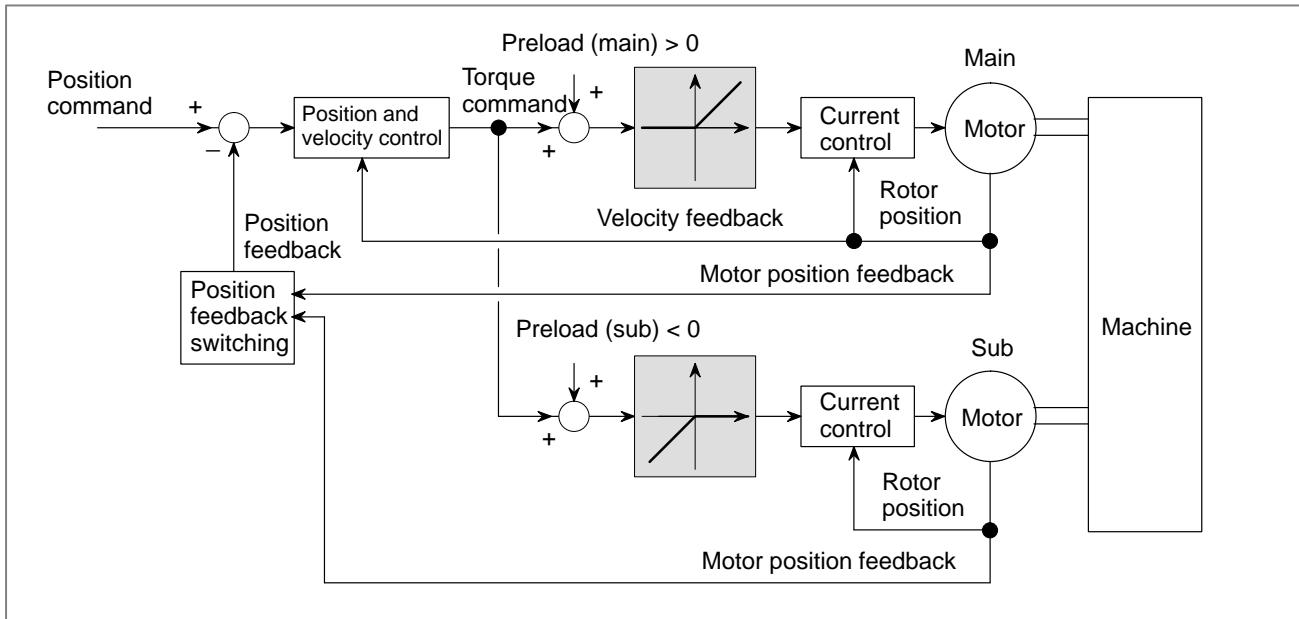 Preload (main) > 0
Main
Position
command
Torque
command
+
+
Position and
velocity control
+
−
Current
control
Motor
Rotor
position
Velocity feedback
Position
feedback
Motor position feedback
Position
feedback
switching
Machine
Preload (sub) < 0
Sub
+
+
Current
control
Motor
Rotor
position
Motor position feedback